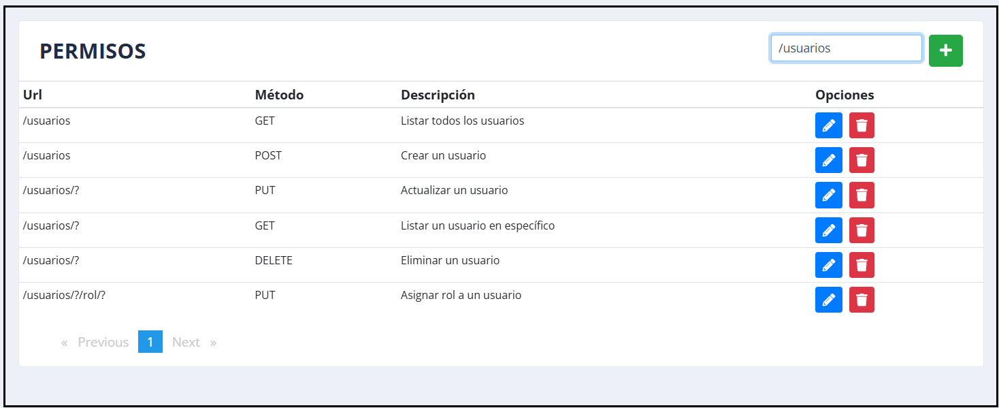 PERMISOS
/usuarios
Url Método Descripción Opciones
/usuarios GET Listar todos los usuarios
/usuarios POST Crear un usuario
/usuarios/? PUT Actualizar un usuario
/usuarios/? GET Listar un usuario en específico
/usuarios/? DELETE Eliminar un usuario
/usuarios/?/rol/? PUT Asignar rol a un usuario
« Previous 1 Next »